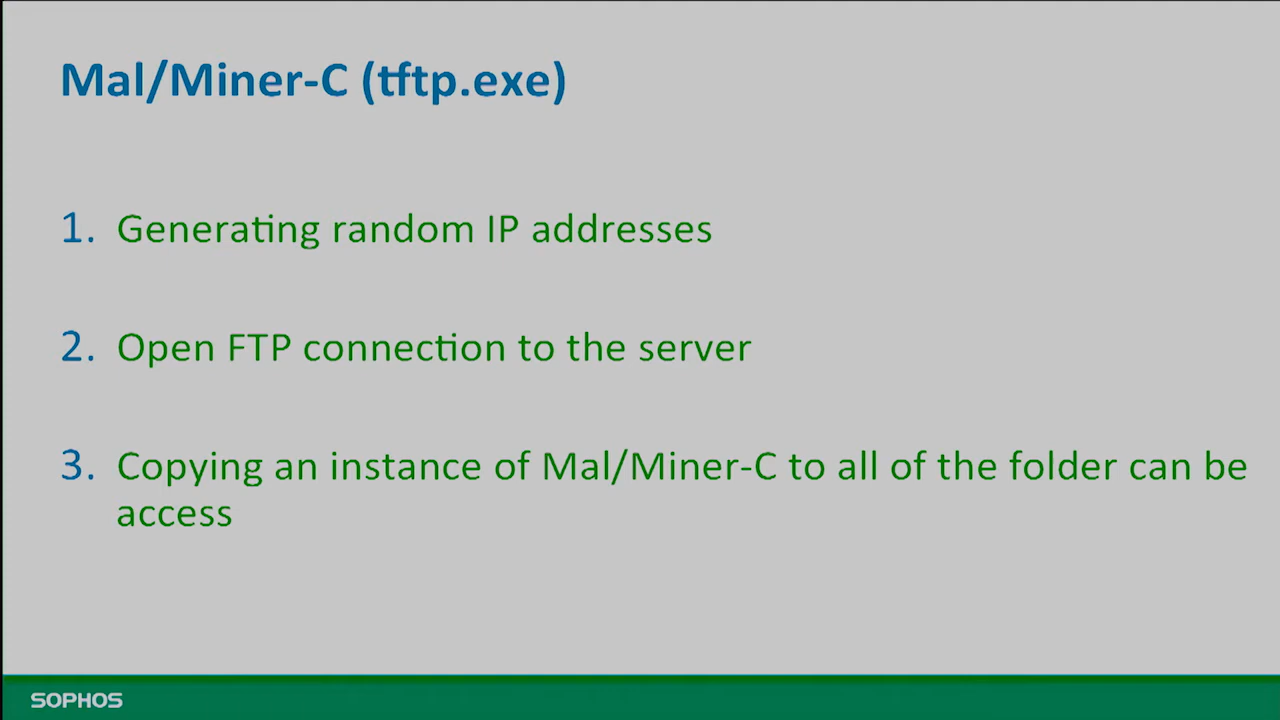 Mal/Miner-C (tftp.exe)
1. Generating random IP addresses
2. Open FTP connection to the server
3. Copying an instance of Mal/Miner-C to all of the folder can be
access
SOPHOS